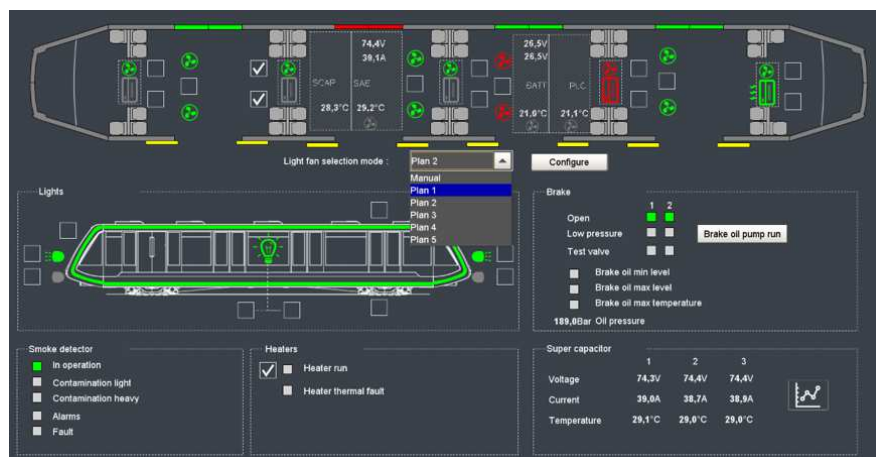 74,4V
39,1A
26,5V
26,5V
SCAP SAE
BATT PLC
28,3°C 29,2°C
21,0°C 21,1°C
Light fan selection mode : Plan 2 Configure
Manual
Plan 1
Plan 2
Plan 3
Plan 4
Plan 5
Lights
Brake
1 2
Open
Low pressure
Brake oil pump run
Test valve
Brake oil min level
Brake oil max level
Brake oil max temperature
189,0Bar Oil pressure
Smoke detector
In operation
Contamination light
Contamination heavy
Alarms
Fault
Heaters
Heater run
Heater thermal fault
Super capacitor
1 2 3
Voltage 74,3V 74,4V 74,4V
Current 39,0A 38,7A 38,9A
Temperature 29,1°C 29,0°C 29,0°C